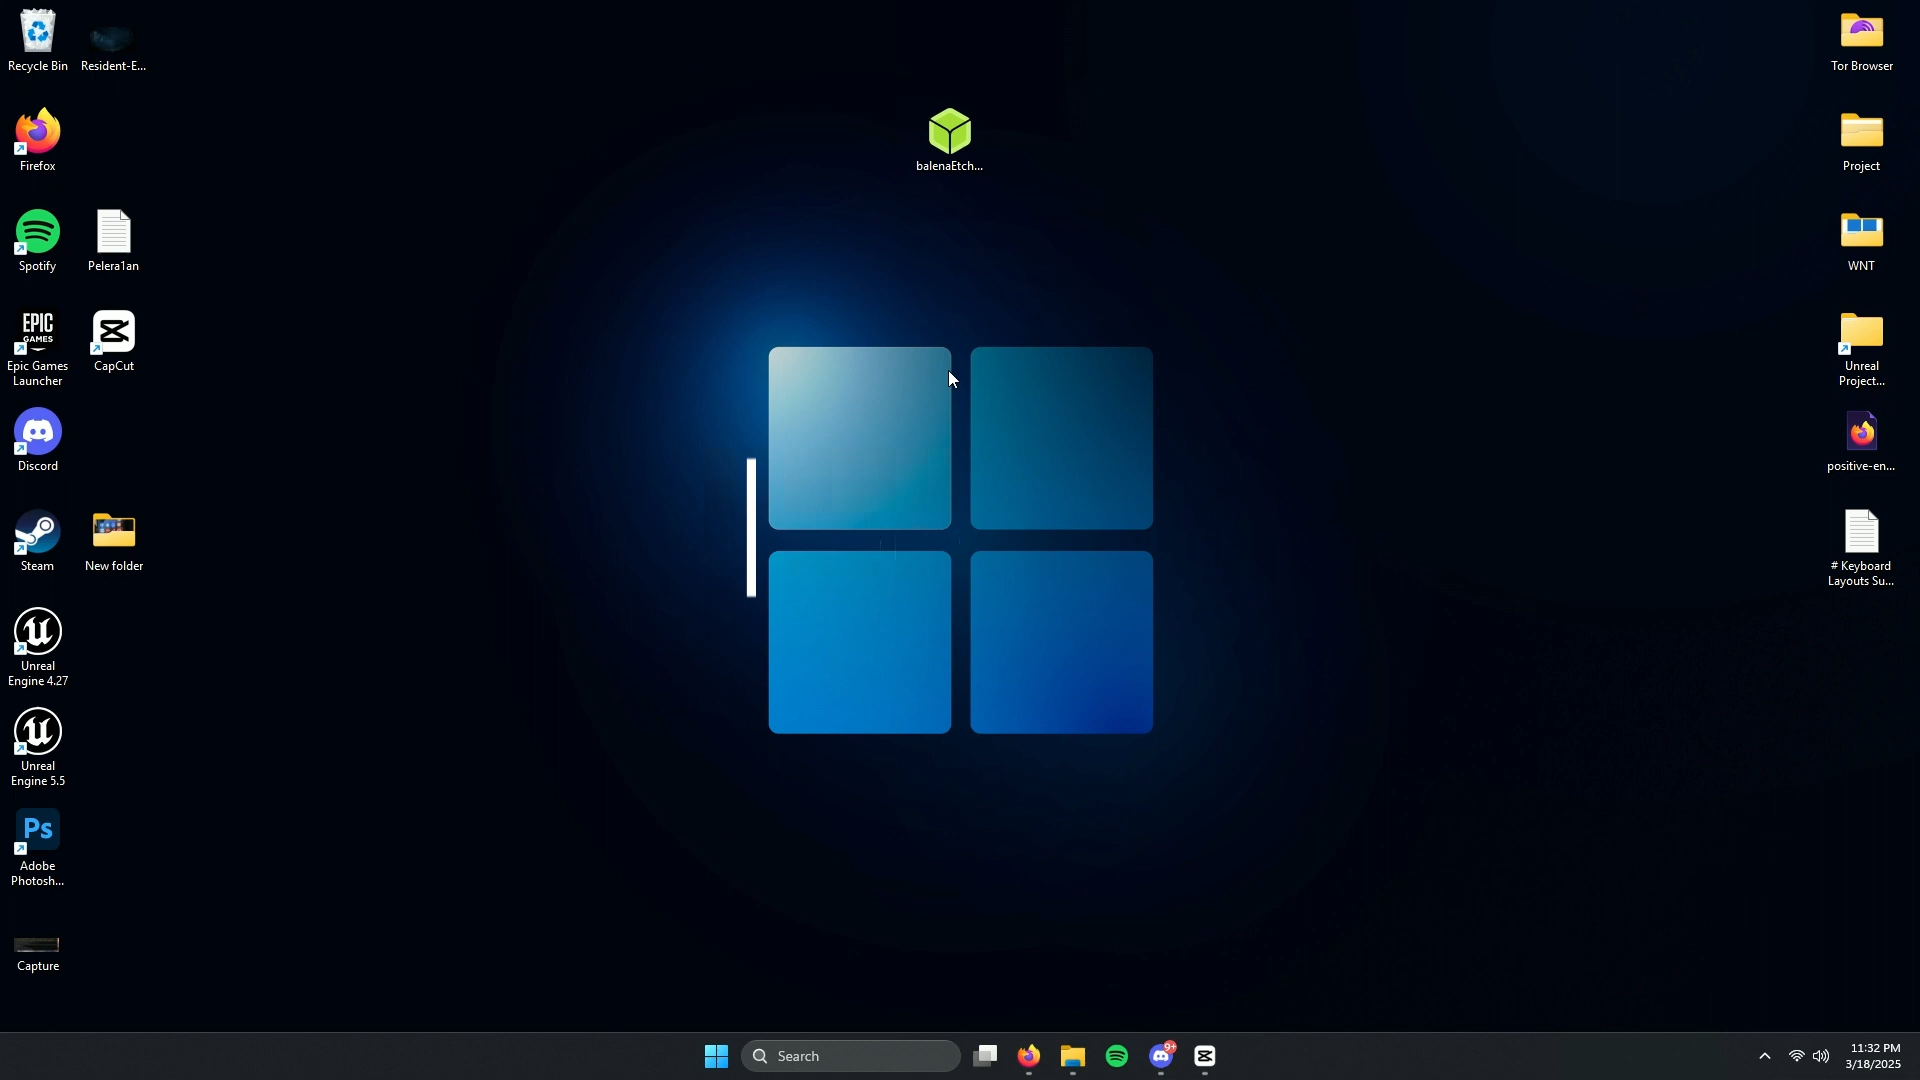 Recycle Bin
Resident-E...
Firefox
Spotify
Pelera1an
EPIC
GAMES
Epic Games
Launcher
CapCut
Discord
Steam
New folder
Unreal
Engine 4.27
Unreal
Engine 5.5
Ps
Adobe
Photosh...
Capture
balenaEtch...
Tor Browser
Project
WNT
Unreal
Project...
positive-en...
# Keyboard
Layouts Su...
Search
9+
11:32 PM
3/18/2025